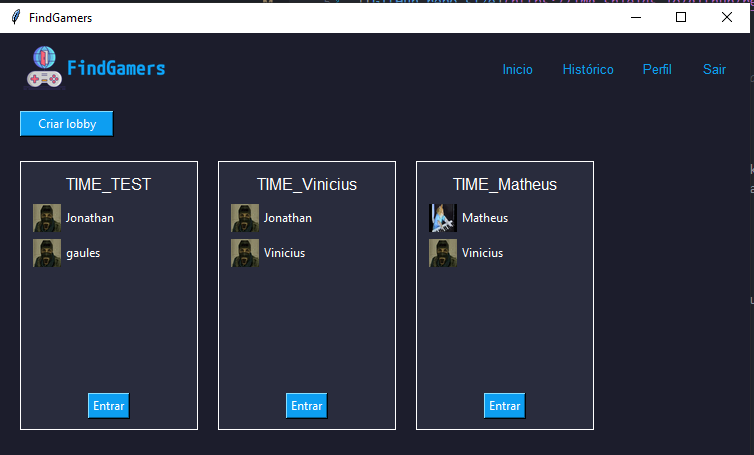 FindGamers
FindGamers
Inicio Histórico Perfil Sair
Criar lobby
TIME_TEST
Jonathan
gaules
Entrar
TIME_Vinicius
Jonathan
Vinicius
Entrar
TIME_Matheus
Matheus
Vinicius
Entrar